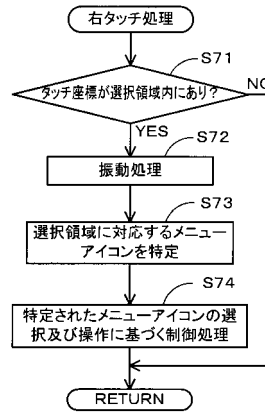 右タッチ処理
S71
タッチ座標が選択領域内にあり?
NO
YES
S72
振動処理
S73
選択領域に対応するメニュー
アイコンを特定
S74
特定されたメニューアイコンの選
択及び操作に基づく制御処理
RETURN